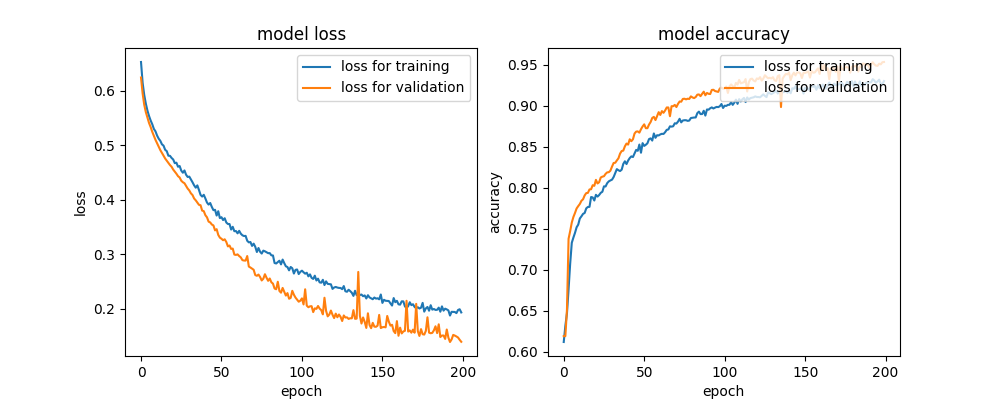 model loss
loss for training
loss for validation
0.6
0.5
0.4
0.3
0.2
loss
0
50
100
150
200
epoch
model accuracy
loss for training
loss for validation
0.95
0.90
0.85
0.80
0.75
0.70
0.65
0.60
accuracy
0
50
100
150
200
epoch